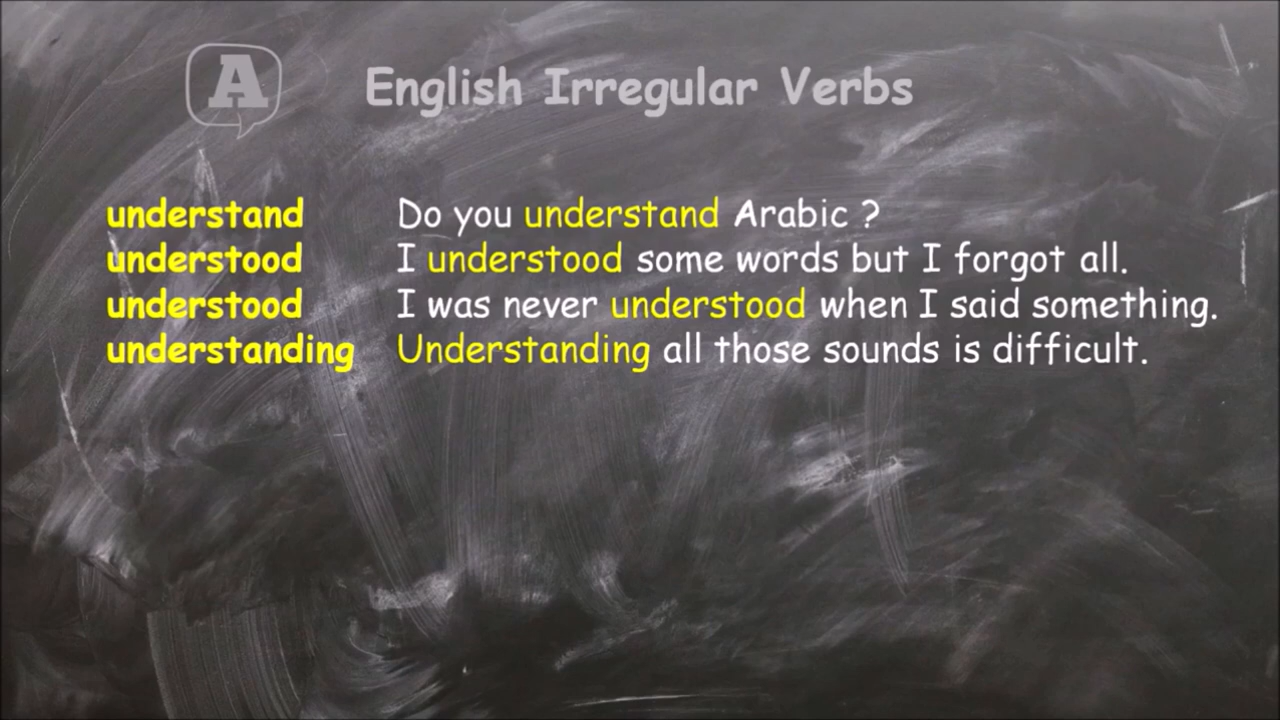 A English Irregular Verbs
understand Do you understand Arabic ?
understood I understood some words but I forgot all.
understood I was never understood when I said something.
understanding Understanding all those sounds is difficult.